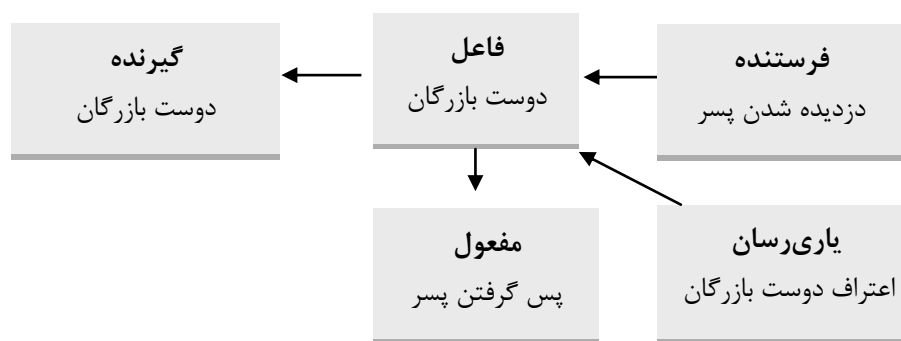 فرستنده
دزدیده شدن پسر
فاعل
دوست بازرگان
گیرنده
دوست بازرگان
یاری‌رسان
اعتراف دوست بازرگان
مفعول
پس گرفتن پسر